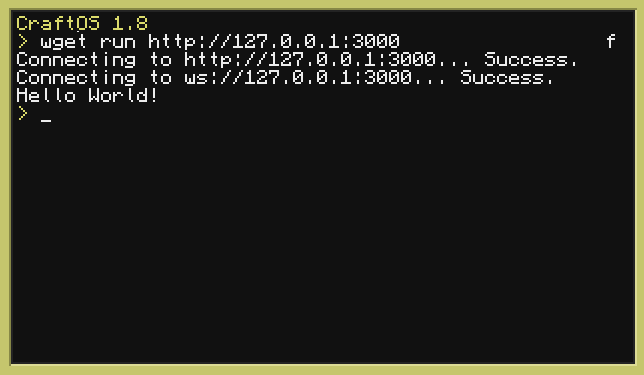 CraftOS 1.8
> wget run http://127.0.0.1:3000 f
Connecting to http://127.0.0.1:3000... Success.
Connecting to ws://127.0.0.1:3000... Success.
Hello World!
> _